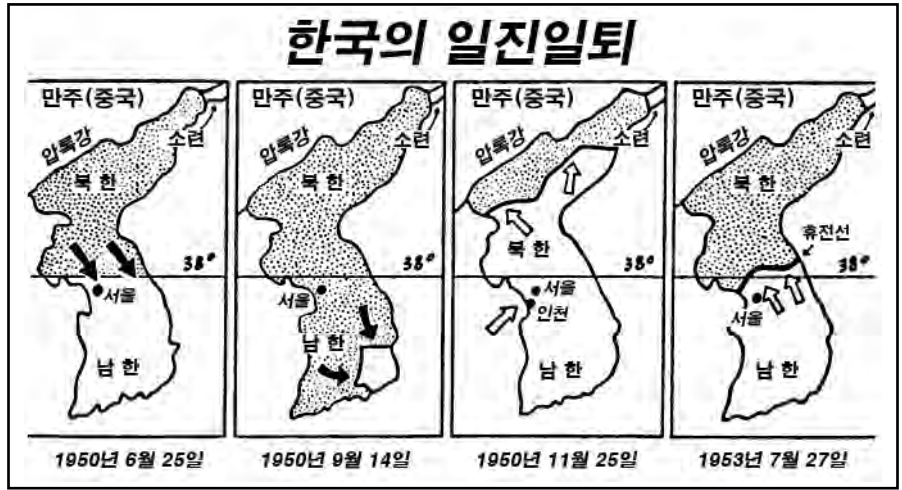 한국의 일진일퇴
만주(중국)
소련
압록강
북한
38°
서울
남한
1950년 6월 25일
만주(중국)
소련
압록강
북한
38°
서울
남한
1950년 9월 14일
만주(중국)
소련
압록강
북한
38°
서울
인천
남한
1950년 11월 25일
만주(중국)
소련
압록강
북한
휴전선
38°
서울
남한
1953년 7월 27일